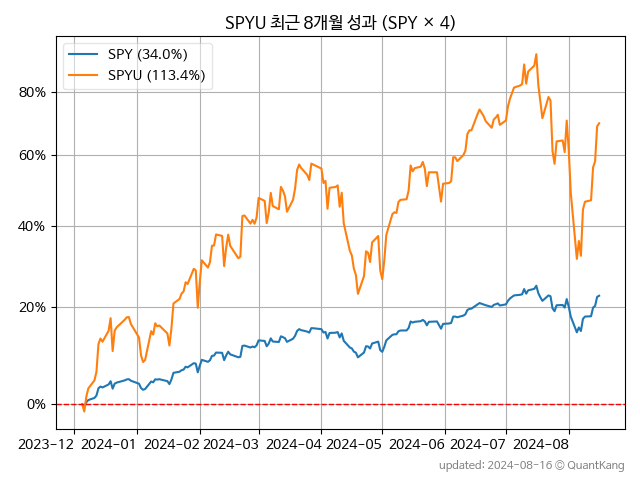 SPYU 최근 8개월 성과 (SPY × 4)
SPY (34.0%)
SPYU (113.4%)
80%
60%
40%
20%
0%
2023-12 2024-01 2024-02 2024-03 2024-04 2024-05 2024-06 2024-07 2024-08
updated: 2024-08-16 © QuantKang